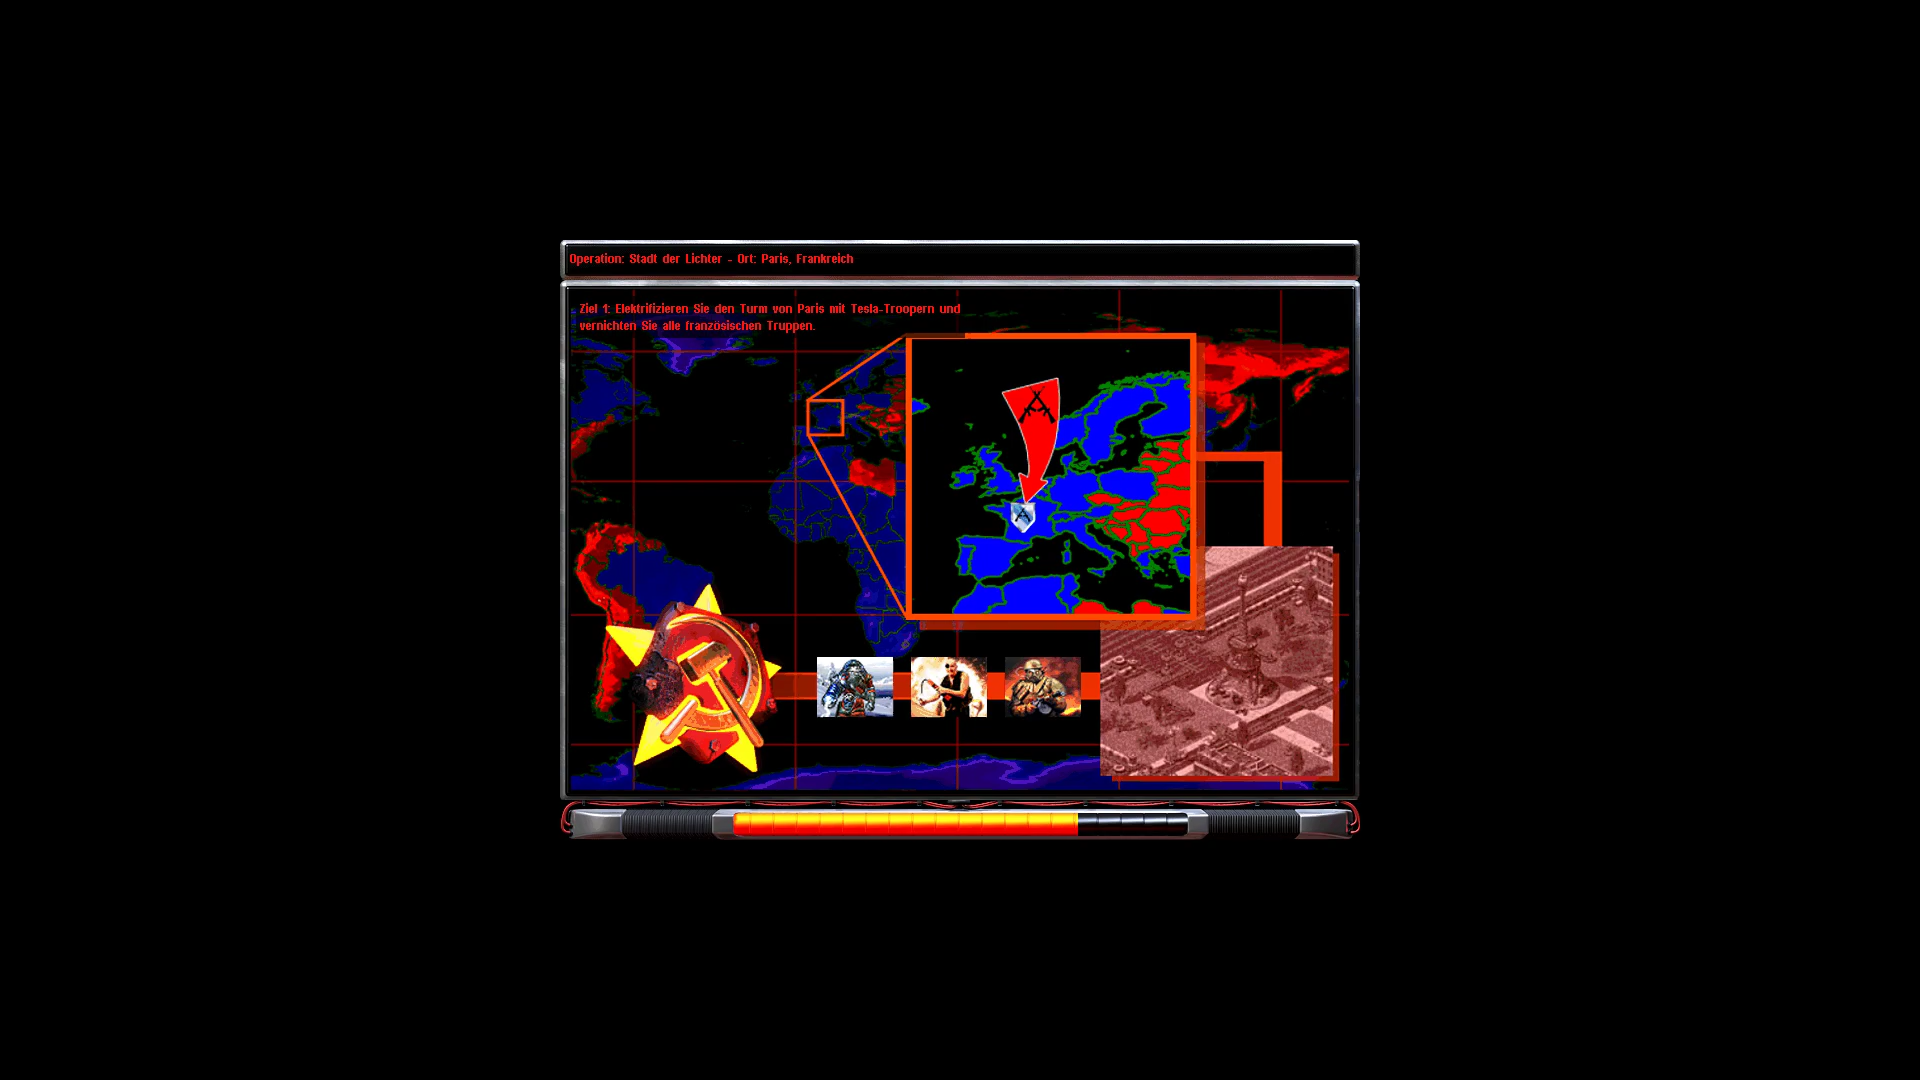 Operation: Stadt der Lichter - Ort: Paris, Frankreich
Ziel 1: Elektrifizieren Sie den Turm von Paris mit Tesla-Troopern und
vernichten Sie alle französischen Truppen.